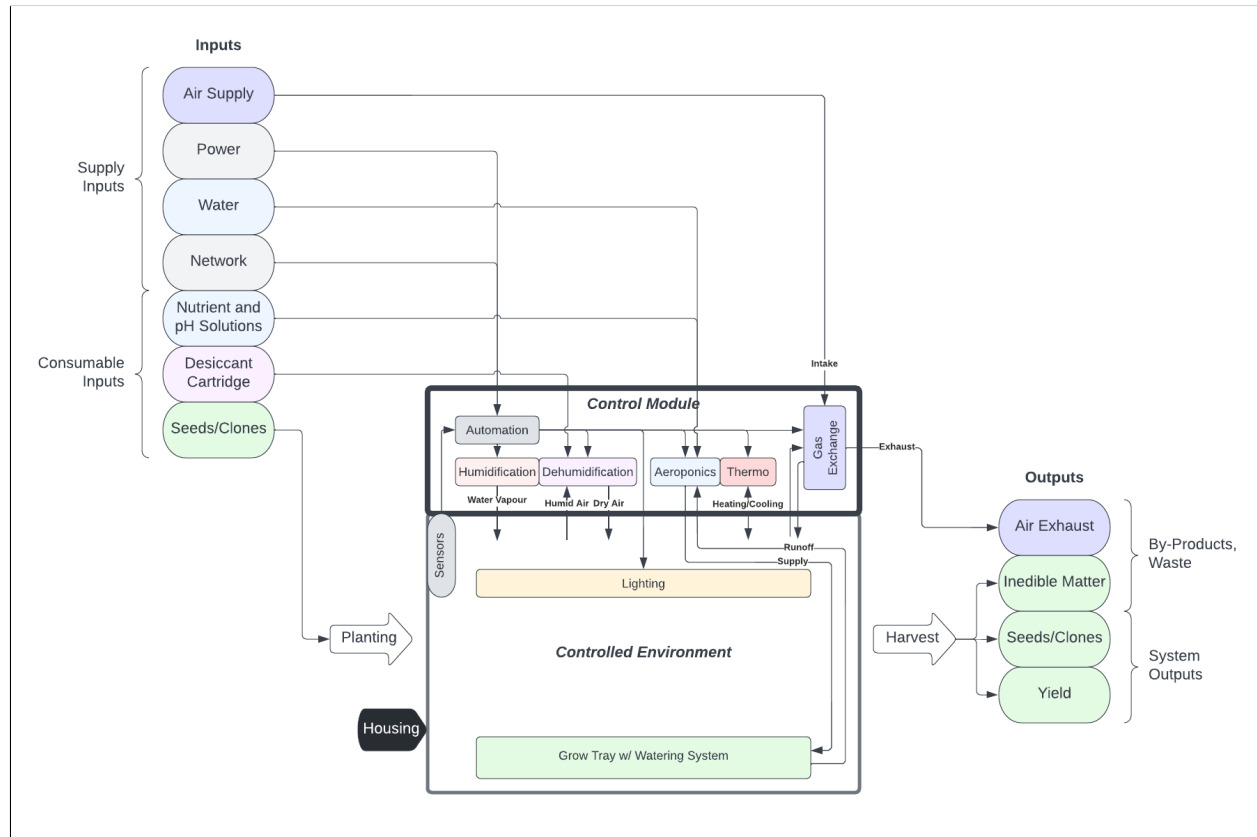 Inputs
Air Supply
Power
Supply
Inputs
Water
Network
Nutrient and
pH Solutions
Consumable
Inputs
Desiccant
Cartridge
Seeds/Clones
Intake
Control Module
Automation
Gas
Exchange
Humidification
Dehumidification
Aeroponics
Thermo
Water Vapour
Humid Air
Dry Air
Heating/Cooling
Exhaust
Sensors
Runoff
Supply
Lighting
Planting
Controlled Environment
Housing
Grow Tray w/ Watering System
Harvest
Outputs
Air Exhaust
By-Products,
Waste
Inedible Matter
Seeds/Clones
System
Outputs
Yield